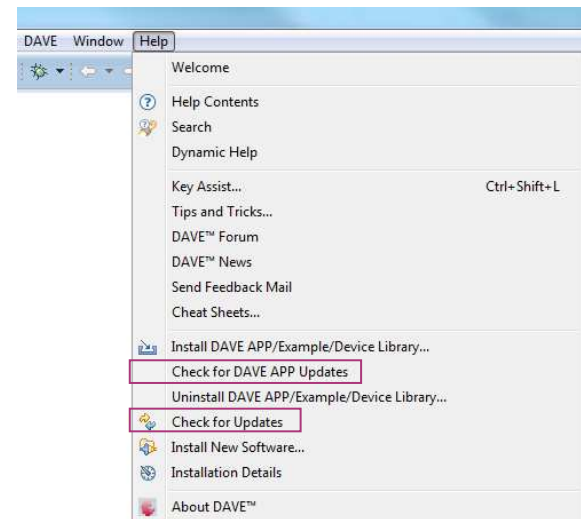 DAVE Window Help
Welcome
Help Contents
Search
Dynamic Help
Key Assist... Ctrl+Shift+L
Tips and Tricks...
DAVE™ Forum
DAVE™ News
Send Feedback Mail
Cheat Sheets...
Install DAVE APP/Example/Device Library...
Check for DAVE APP Updates
Uninstall DAVE APP/Example/Device Library...
Check for Updates
Install New Software...
Installation Details
About DAVE™